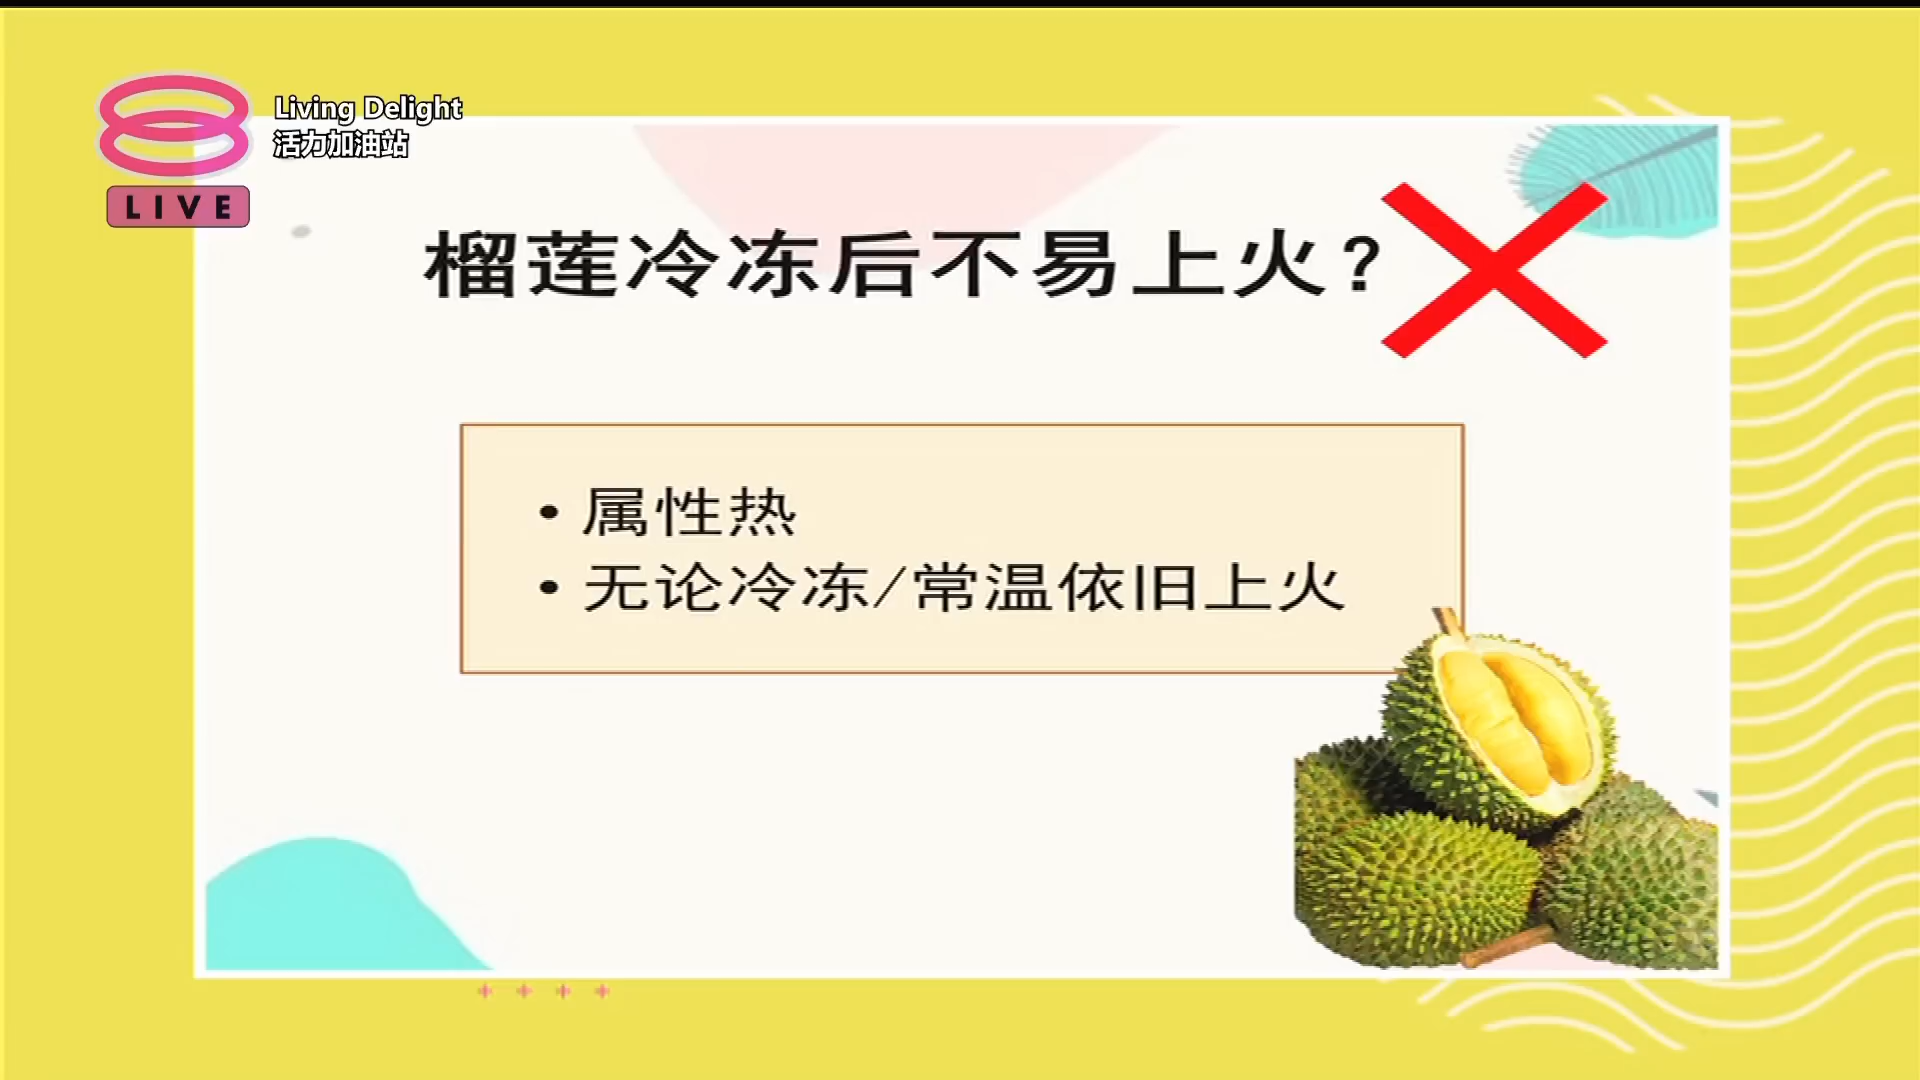 Living Delight
活力加油站
LIVE
榴莲冷冻后不易上火？
• 属性热
• 无论冷冻/常温依旧上火